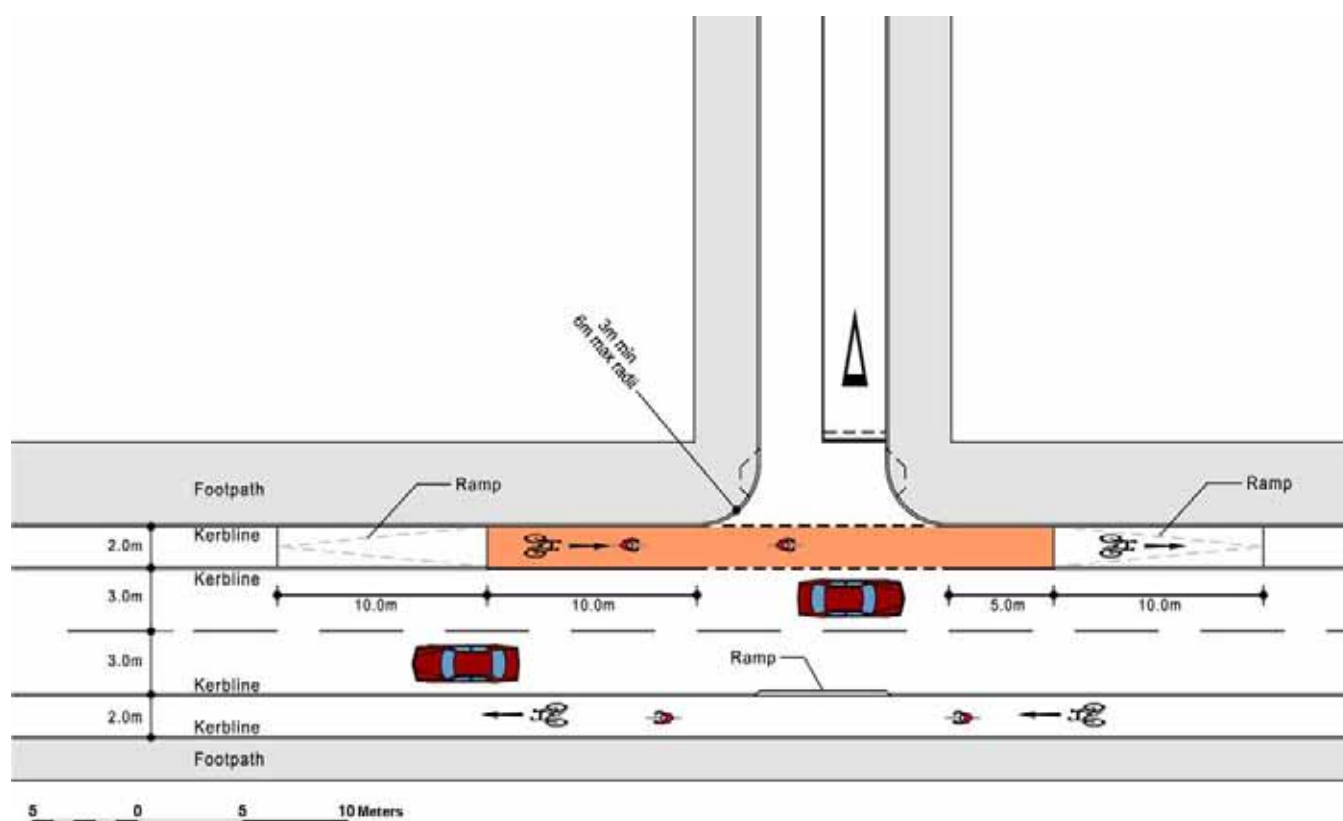 3m min
6m max radii
Footpath
Ramp
Ramp
Kerbline
2.0m
Kerbline
3.0m
10.0m
10.0m
5.0m
10.0m
3.0m
Ramp
Kerbline
2.0m
Kerbline
Footpath
5 0 5 10 Meters